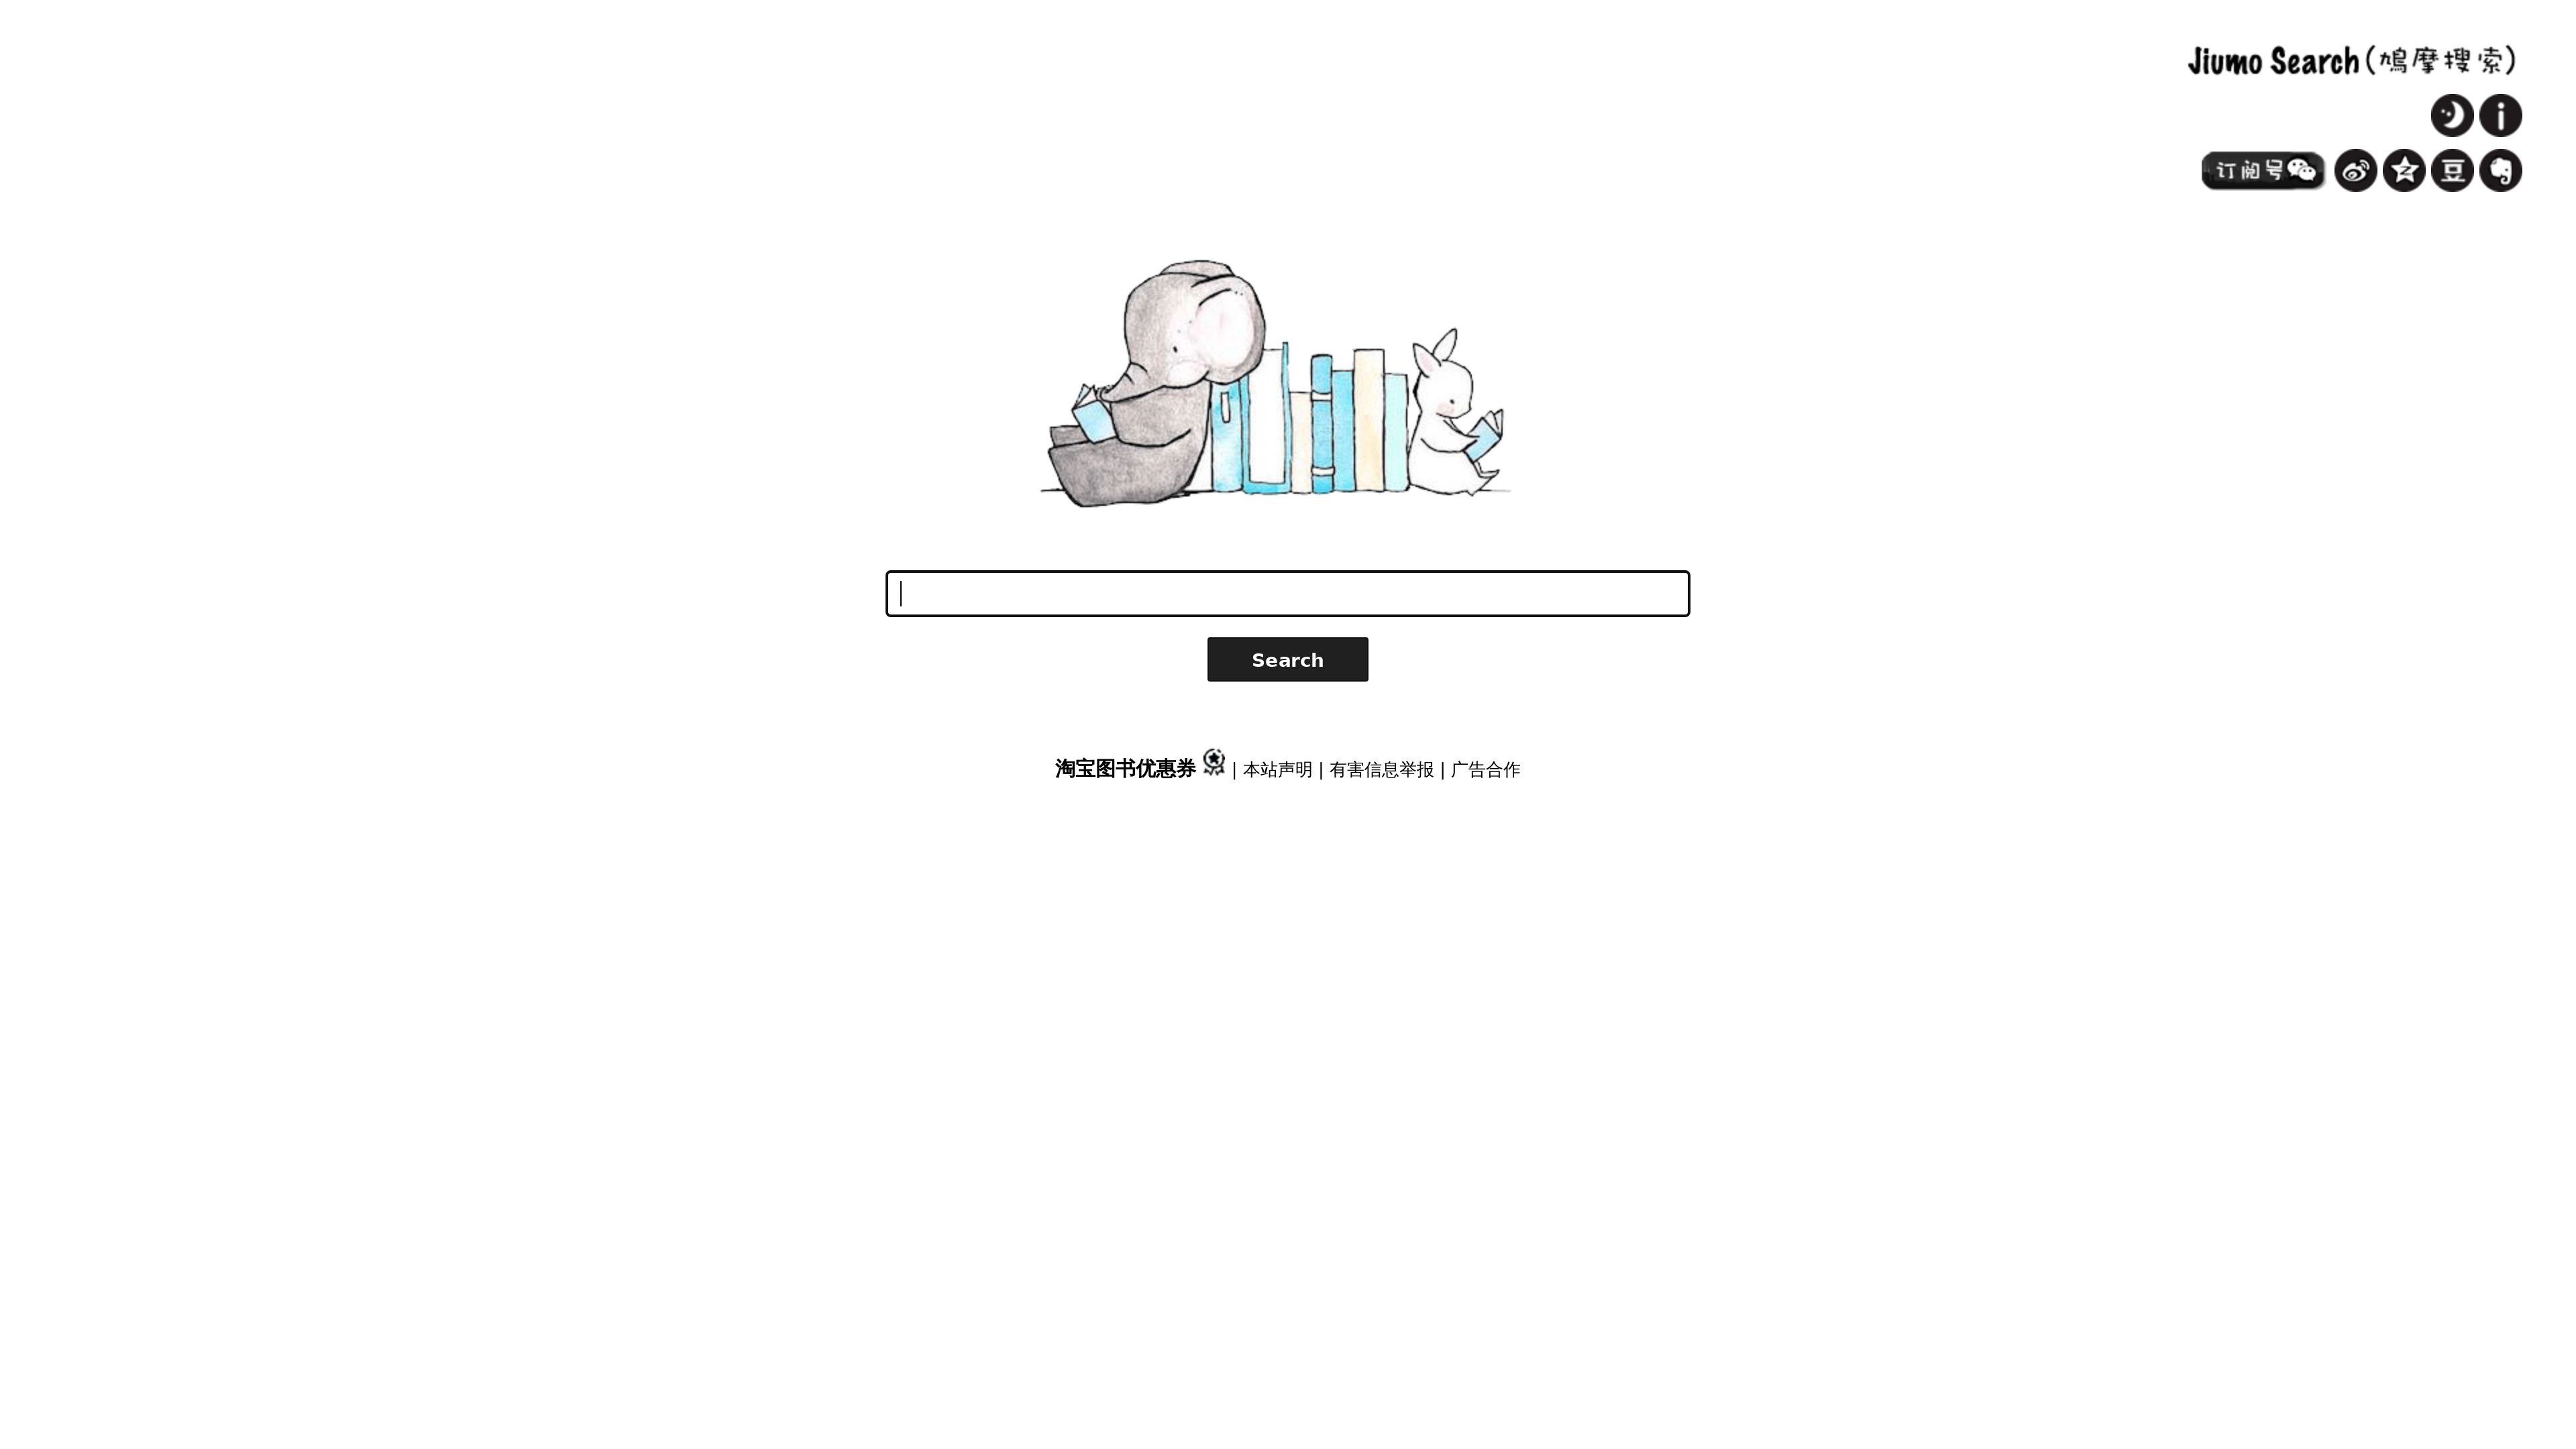 Jiumo Search(鳩摩搜索)
订阅号
豆
Search
淘宝图书优惠券 | 本站声明 | 有害信息举报 | 广告合作